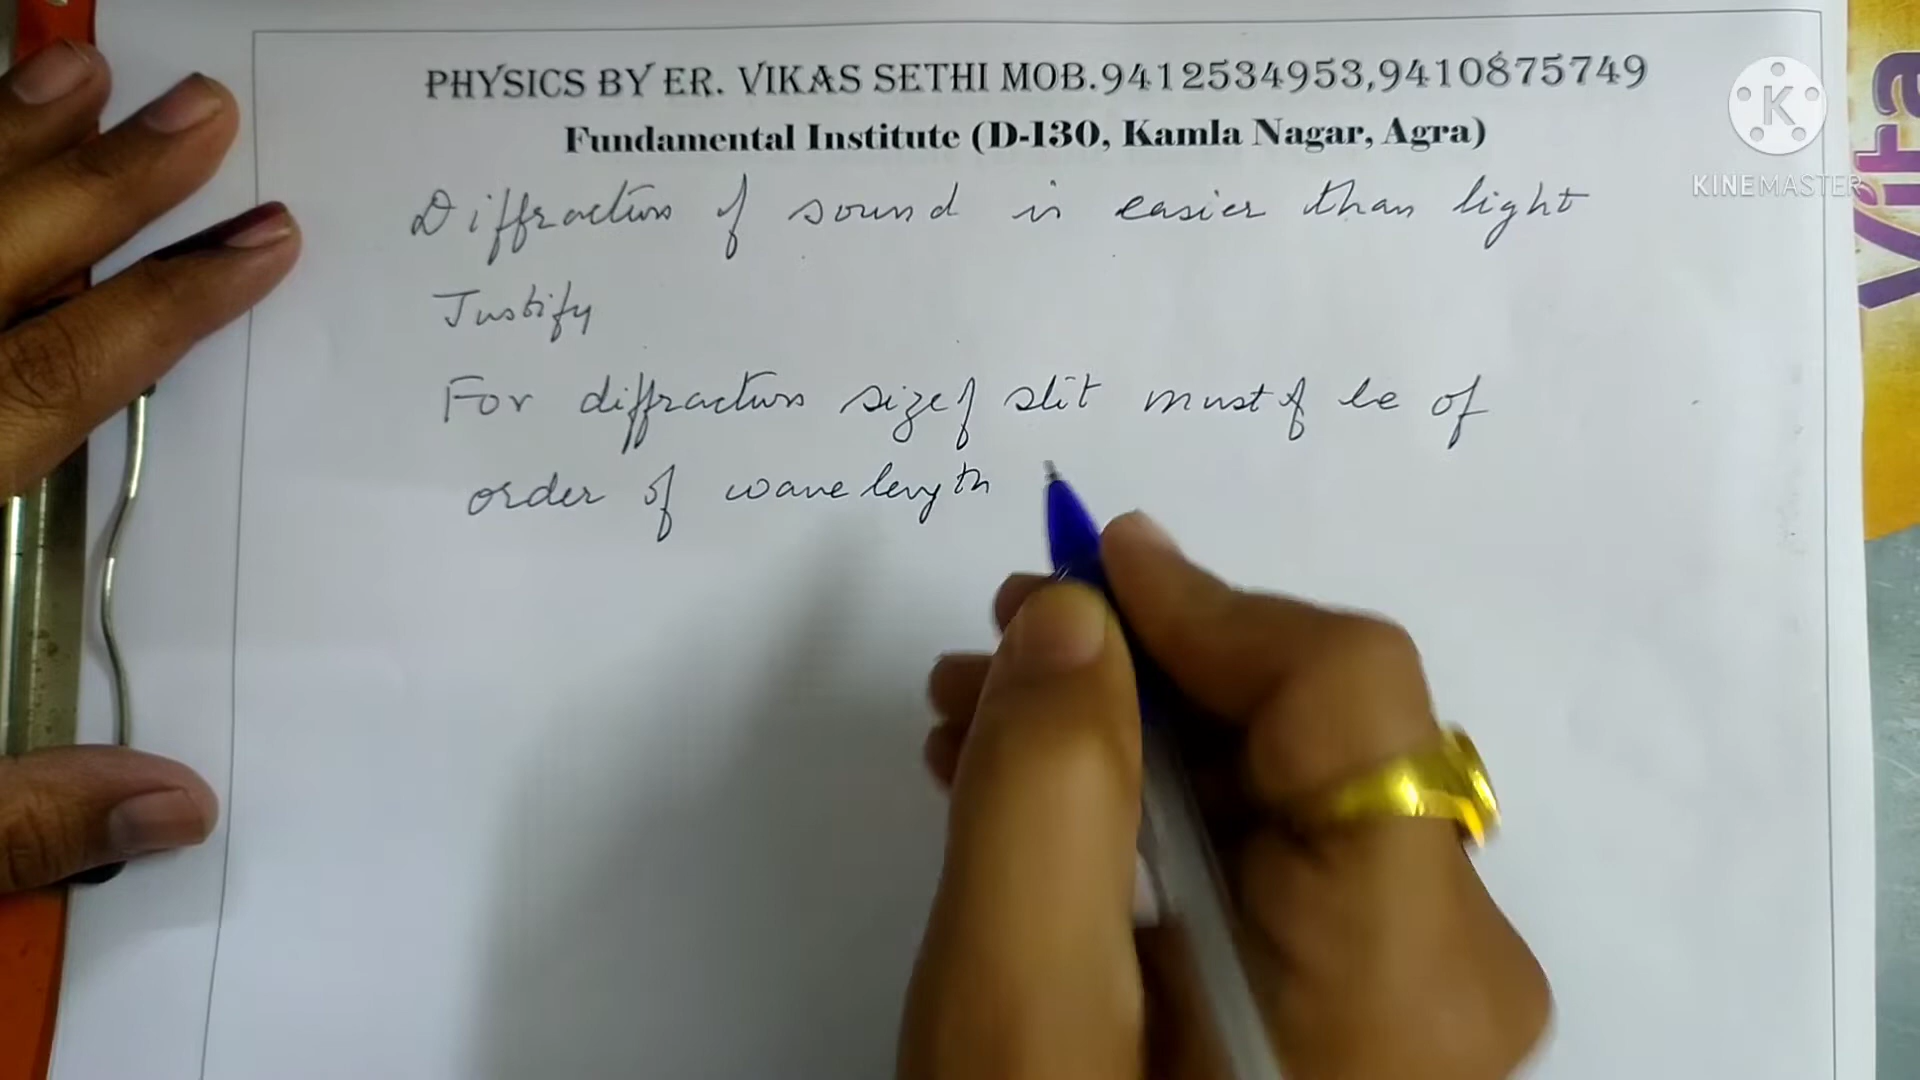 PHYSICS BY ER. VIKAS SETHI MOB.9412534953,9410875749
Fundamental Institute (D-130, Kamla Nagar, Agra)
K
KINEMASTER
Vita
Diffraction of sound is easier than light
Justify
For diffraction size of slit must be of
order of wavelength